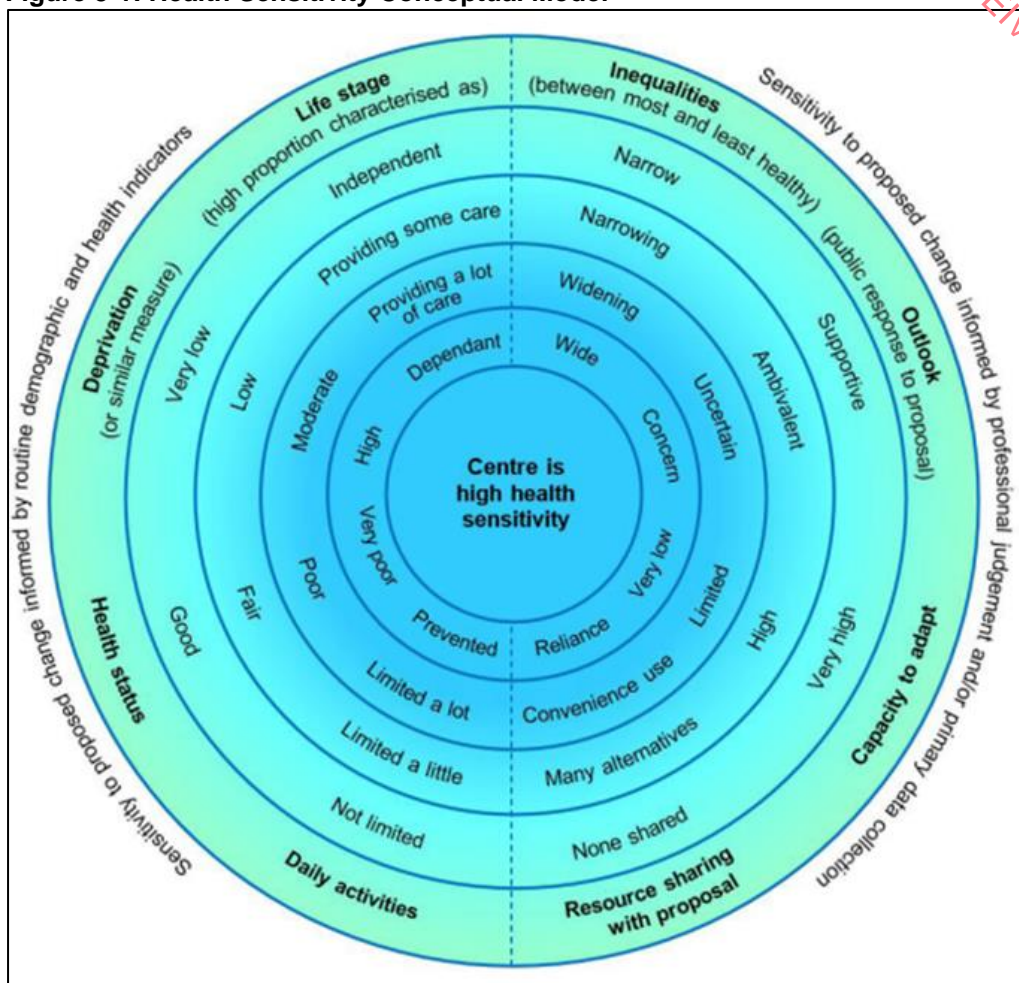 Figure 5-1: Health Sensitivity Conceptual Model
Life stage
(high proportion characterised as)
Independent
Providing some care
Providing a lot
of care
Dependant
Inequalities
(between most and least healthy)
Narrow
Narrowing
Widening
Wide
Outlook
(public response to proposal)
Supportive
Ambivalent
Uncertain
Concern
Capacity to adapt
Very high
High
Limited
Very low
Resource sharing
with proposal
None shared
Many alternatives
Convenience use
Reliance
Daily activities
Not limited
Limited a little
Limited a lot
Prevented
Health status
Good
Fair
Poor
Very poor
Deprivation
(or similar measure)
Very low
Low
Moderate
High
Centre is
high health
sensitivity
Sensitivity to proposed change informed by routine demographic and health indicators
Sensitivity to proposed change informed by professional judgement and/or primary data collection